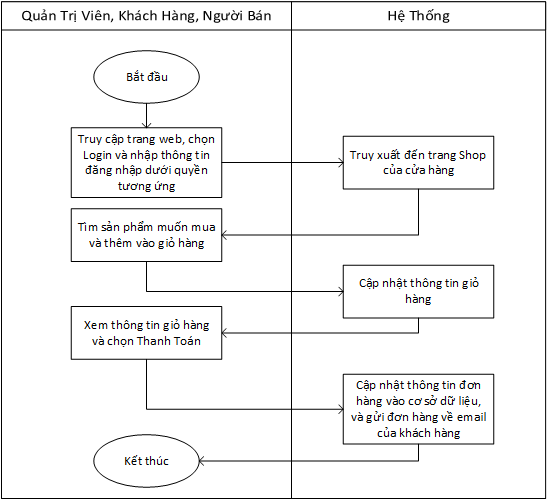 Quản Trị Viên, Khách Hàng, Người Bán
Hệ Thống
Bắt đầu
Truy cập trang web, chọn
Login và nhập thông tin
đăng nhập dưới quyền
tương ứng
Truy xuất đến trang Shop
của cửa hàng
Tìm sản phẩm muốn mua
và thêm vào giỏ hàng
Cập nhật thông tin giỏ
hàng
Xem thông tin giỏ hàng
và chọn Thanh Toán
Cập nhật thông tin đơn
hàng vào cơ sở dữ liệu,
và gửi đơn hàng về email
của khách hàng
Kết thúc